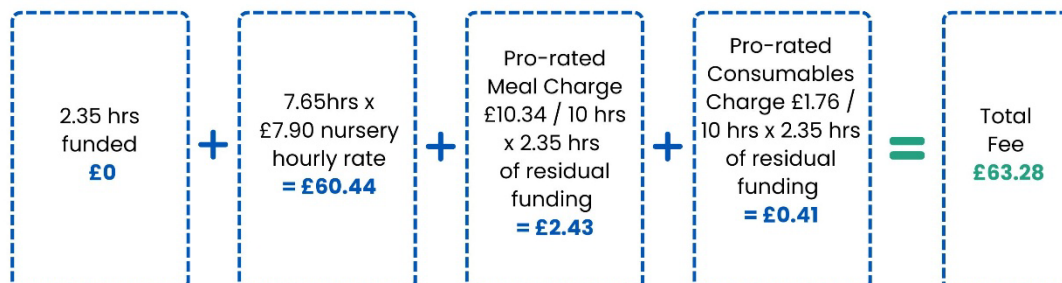 2.35 hrs
funded
£0
+
7.65hrs x
£7.90 nursery
hourly rate
= £60.44
+
Pro-rated
Meal Charge
£10.34 / 10 hrs
x 2.35 hrs
of residual
funding
= £2.43
+
Pro-rated
Consumables
Charge £1.76 /
10 hrs x 2.35 hrs
of residual
funding
= £0.41
=
Total
Fee
£63.28